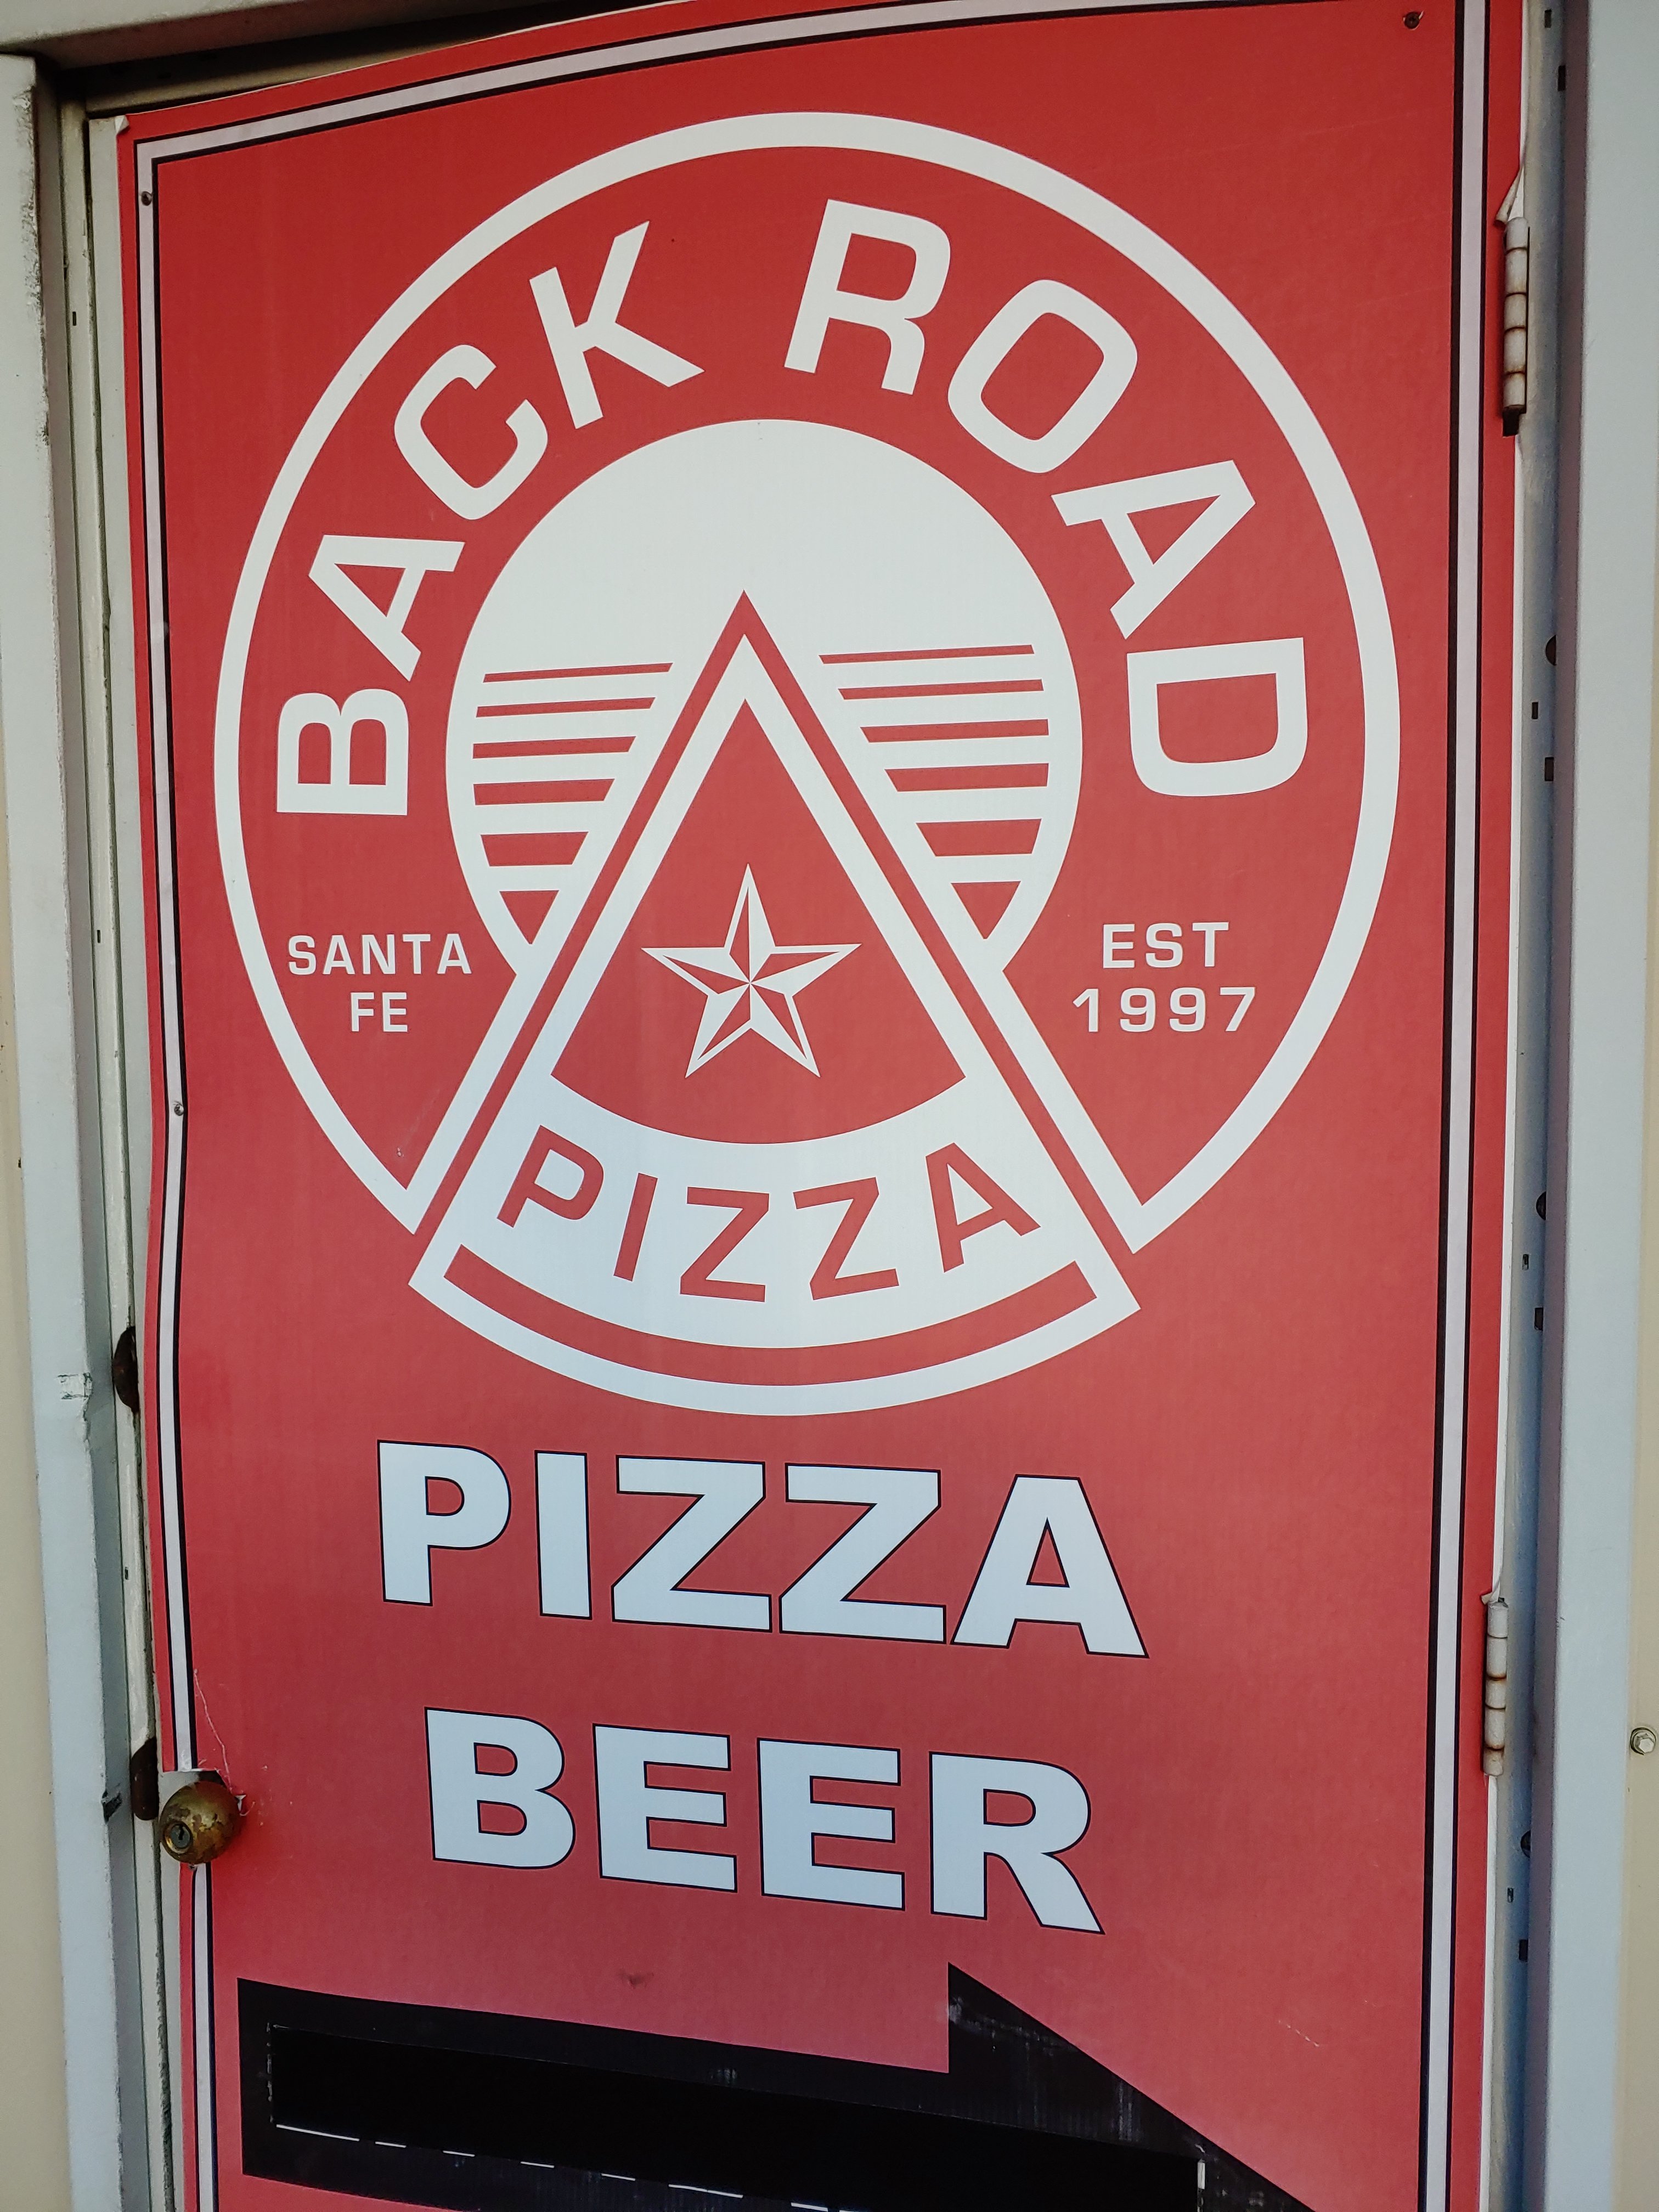 BACK ROAD
SANTA
FE
EST
1997
PIZZA
PIZZA
BEER